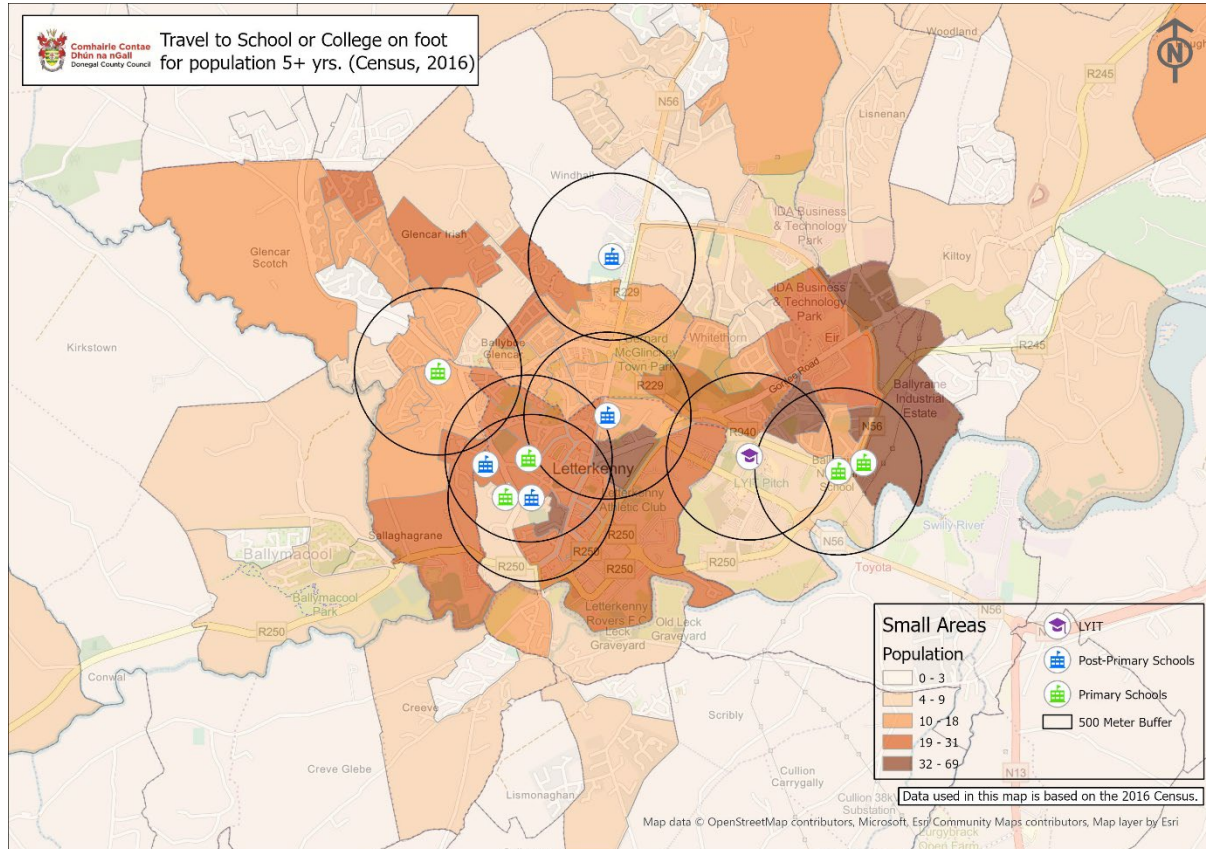 Comhairle Contae
Dhún na nGall
Donegal County Council
Travel to School or College on foot
for population 5+ yrs. (Census, 2016)
N
Woodland
R245
N56
Lisnenan
Windhall
IDA Business
& Technology
Park
Glencar Irish
Glencar
Scotch
Kiltoy
R229
IDA Business
& Technology
Park
Kirkstown
Ballyboe
Glencar
Bernard
McGlinchey
Town Park
Whitethorn
Eir
R245
R229
Gortlee Road
Ballyraine
Industrial
Estate
N56
R940
Letterkenny
LYIT Pitch
School
Letterkenny
Athletic Club
Swilly River
Sallaghagrane
R250
N56
Ballymacool
R250
R250
R250
Toyota
Ballymacool
Park
Letterkenny
Rovers F.C
Leck
Graveyard
Old Leck
Graveyard
N56
R250
Conwal
Creeve
Scribly
Creve Glebe
Lismonaghan
Cullion
Carrygally
N13
Cullion 38kV
Substation
Lurgybrack
Open Farm
Small Areas
Population
0 - 3
4 - 9
10 - 18
19 - 31
32 - 69
LYIT
Post-Primary Schools
Primary Schools
500 Meter Buffer
Data used in this map is based on the 2016 Census.
Map data © OpenStreetMap contributors, Microsoft, Esri Community Maps contributors, Map layer by Esri